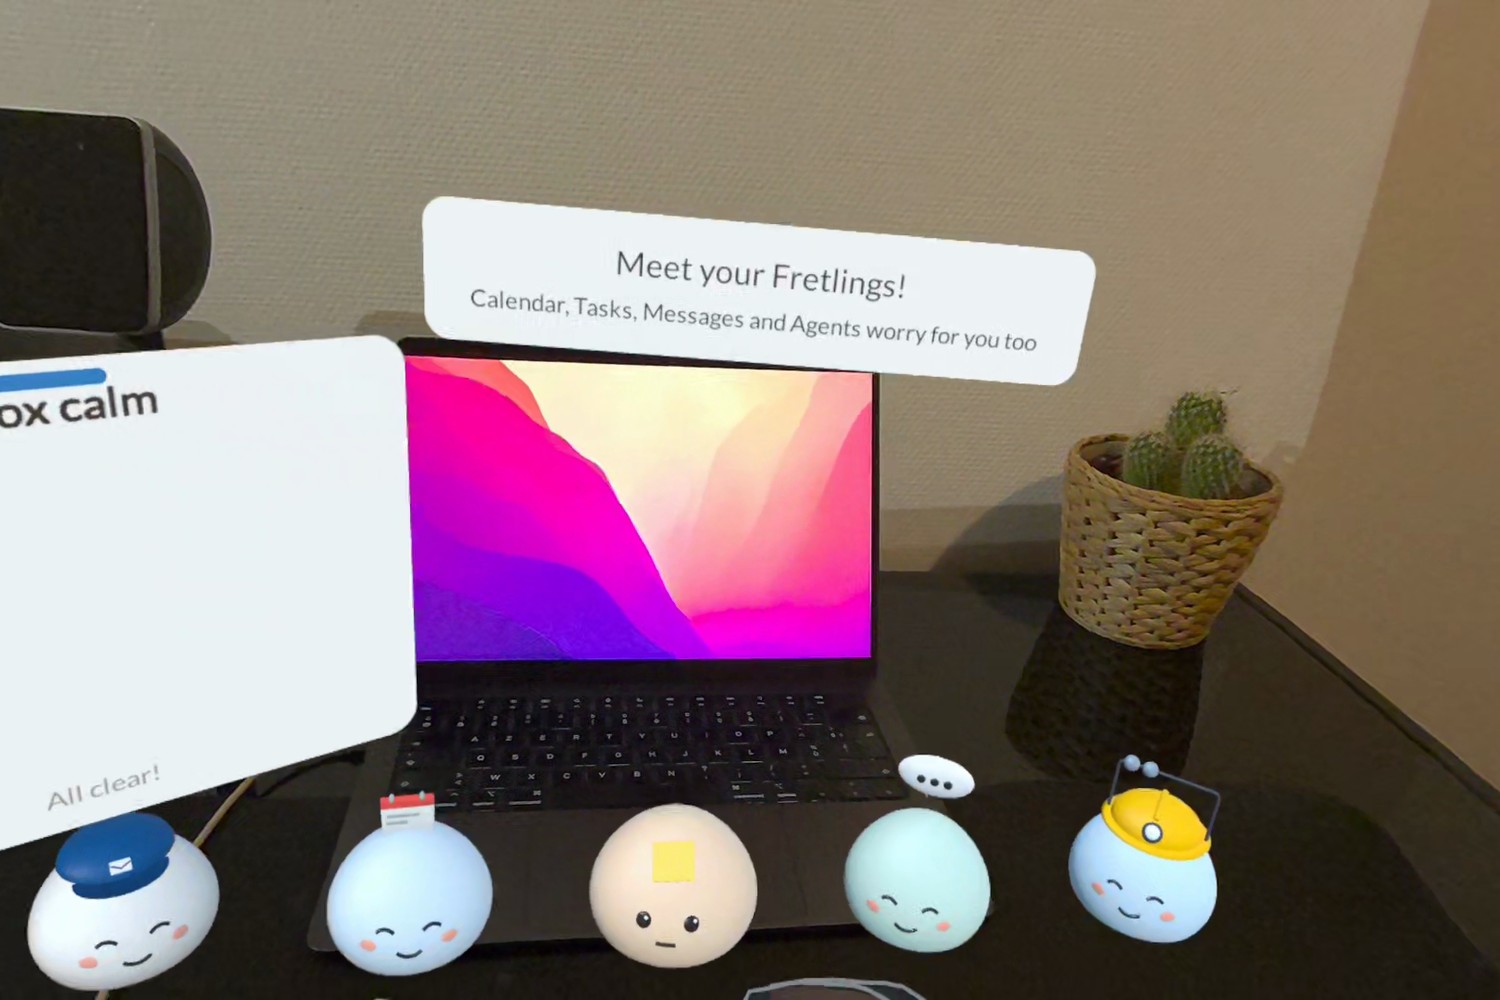 Meet your Fretlings!
Calendar, Tasks, Messages and Agents worry for you too
ox calm
All clear!
A Z E R T Y U I O P
Q S D F G H J K L M
W X C V B N